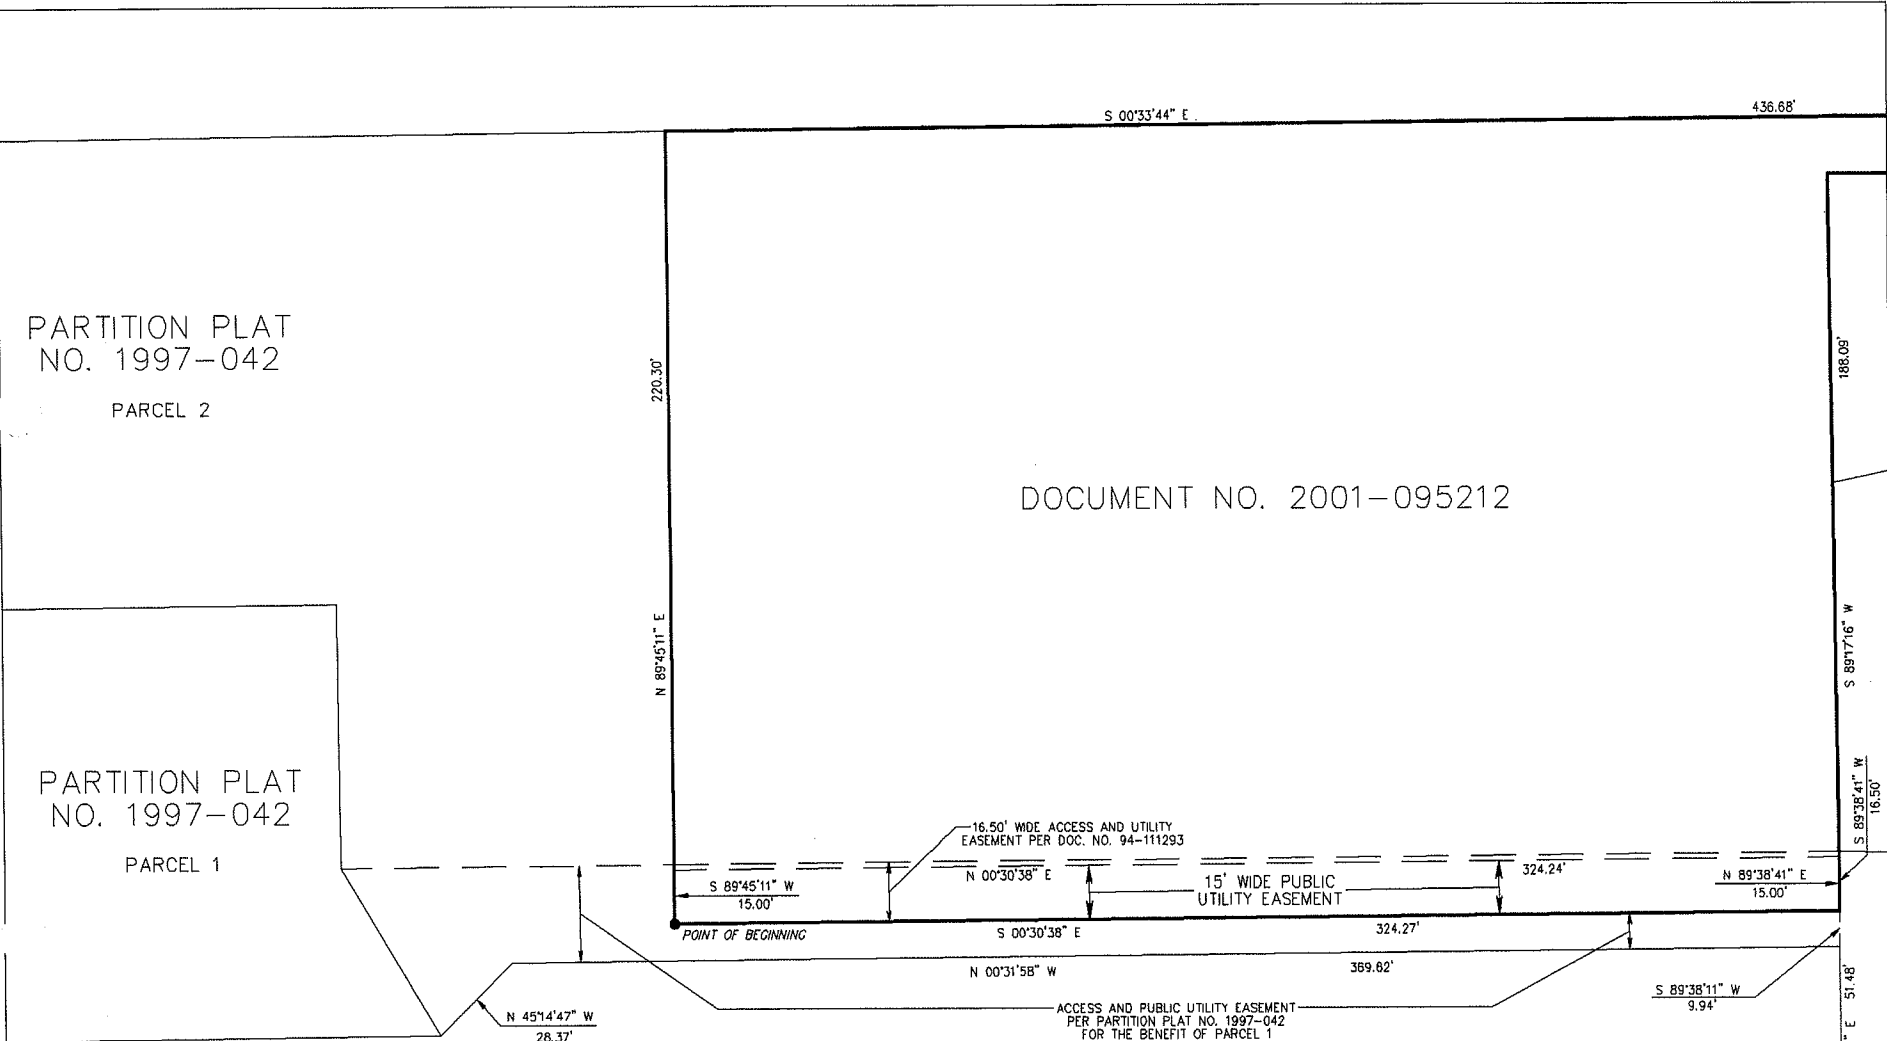 S 00°33'44" E
436.68'
PARTITION PLAT
NO. 1997-042
PARCEL 2
220.30'
188.09'
DOCUMENT NO. 2001-095212
N 89°45'11" E
S 89°17'16" W
PARTITION PLAT
NO. 1997-042
PARCEL 1
S 89°38'41" W
16.50'
16.50' WIDE ACCESS AND UTILITY
EASEMENT PER DOC. NO. 94-111293
N 00°30'38" E
324.24'
S 89°45'11" W
15.00'
15' WIDE PUBLIC
UTILITY EASEMENT
N 89°38'41" E
15.00'
POINT OF BEGINNING
S 00°30'38" E
324.27'
N 00°31'58" W
369.62'
S 89°38'11" W
9.94'
51.48'
" E
N 45°14'47" W
28.37'
ACCESS AND PUBLIC UTILITY EASEMENT
PER PARTITION PLAT NO. 1997-042
FOR THE BENEFIT OF PARCEL 1